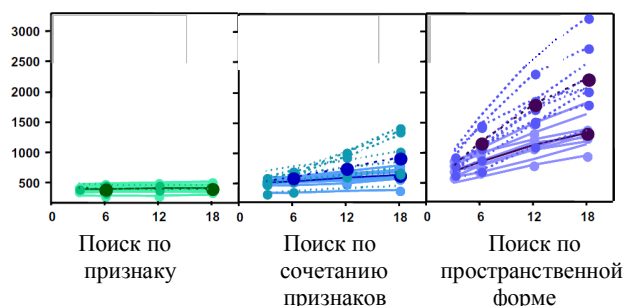 3000
2500
2000
1500
1000
500
0 6 12 18
0 6 12 18
0 6 12 18
Поиск по
признаку
Поиск по
сочетанию
признаков
Поиск по
пространственной
форме